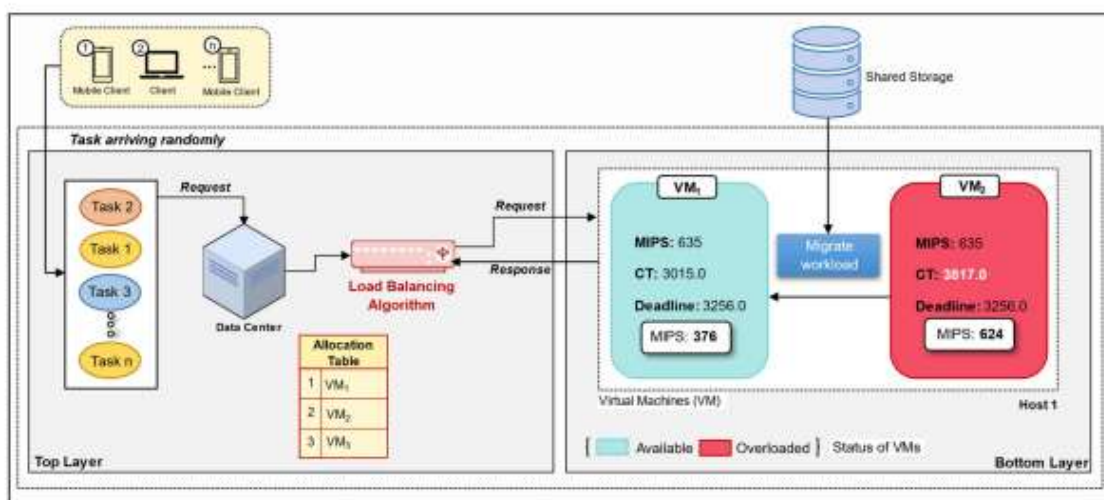 1 2 n
...
Mobile Client Client Mobile Client
Shared Storage
Task arriving randomly
Task 2
Task 1
Task 3
Task n
Request
Data Center
Load Balancing
Algorithm
Allocation
Table
1 VM₁
2 VM₂
3 VM₃
Top Layer
Request
Response
VM₁
MIPS: 635
CT: 3015.0
Deadline: 3256.0
MIPS: 376
Migrate
workload
VM₂
MIPS: 635
CT: 3817.0
Deadline: 3256.0
MIPS: 624
Virtual Machines (VM)
Host 1
[ Available Overloaded ] Status of VMs
Bottom Layer